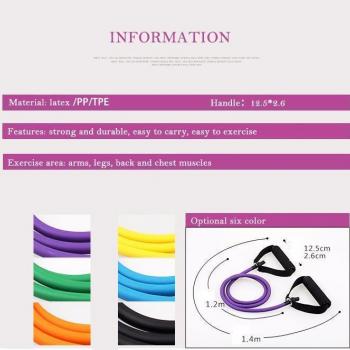 INFORMATION
Material: latex /PP/TPE Handle: 12.5*2.6
Features: strong and durable, easy to carry, easy to exercise
Exercise area: arms, legs, back and chest muscles
Optional six color
12.5cm
2.6cm
1.2m
1.4m